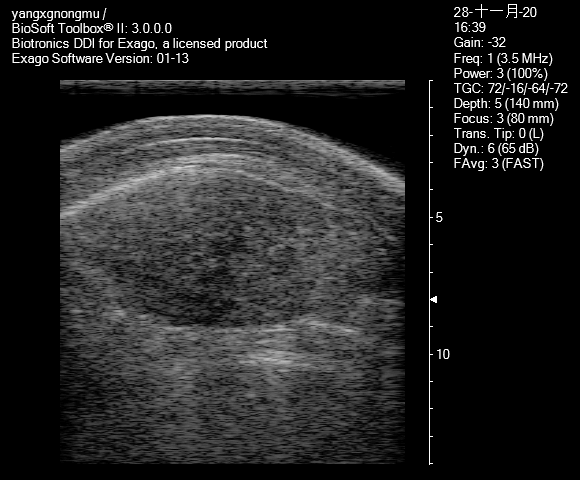 yangxgnongmu /
BioSoft Toolbox® II: 3.0.0.0
Biotronics DDI for Exago, a licensed product
Exago Software Version: 01-13
28-十一月-20
16:39
Gain: -32
Freq: 1 (3.5 MHz)
Power: 3 (100%)
TGC: 72/-16/-64/-72
Depth: 5 (140 mm)
Focus: 3 (80 mm)
Trans. Tip: 0 (L)
Dyn.: 6 (65 dB)
FAvg: 3 (FAST)
5
10